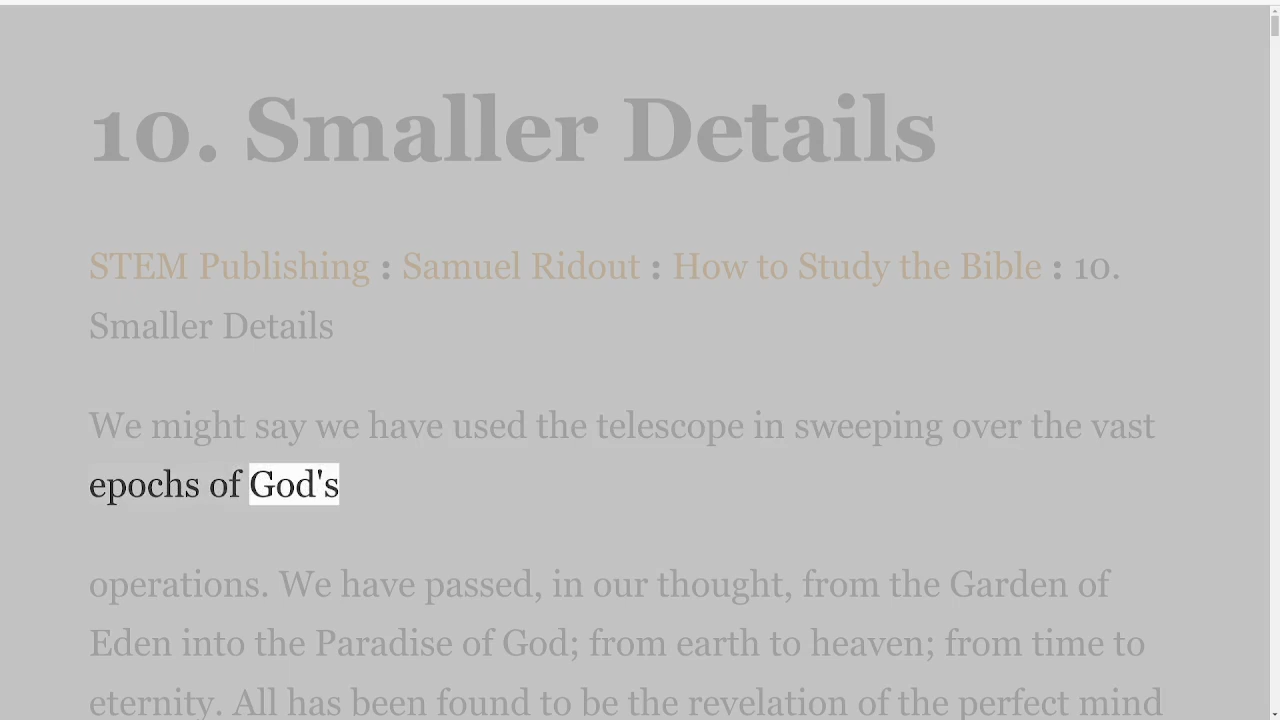 10. Smaller Details
STEM Publishing : Samuel Ridout : How to Study the Bible : 10.
Smaller Details
We might say we have used the telescope in sweeping over the vast
epochs of God's
operations. We have passed, in our thought, from the Garden of
Eden into the Paradise of God; from earth to heaven; from time to
eternity. All has been found to be the revelation of the perfect mind